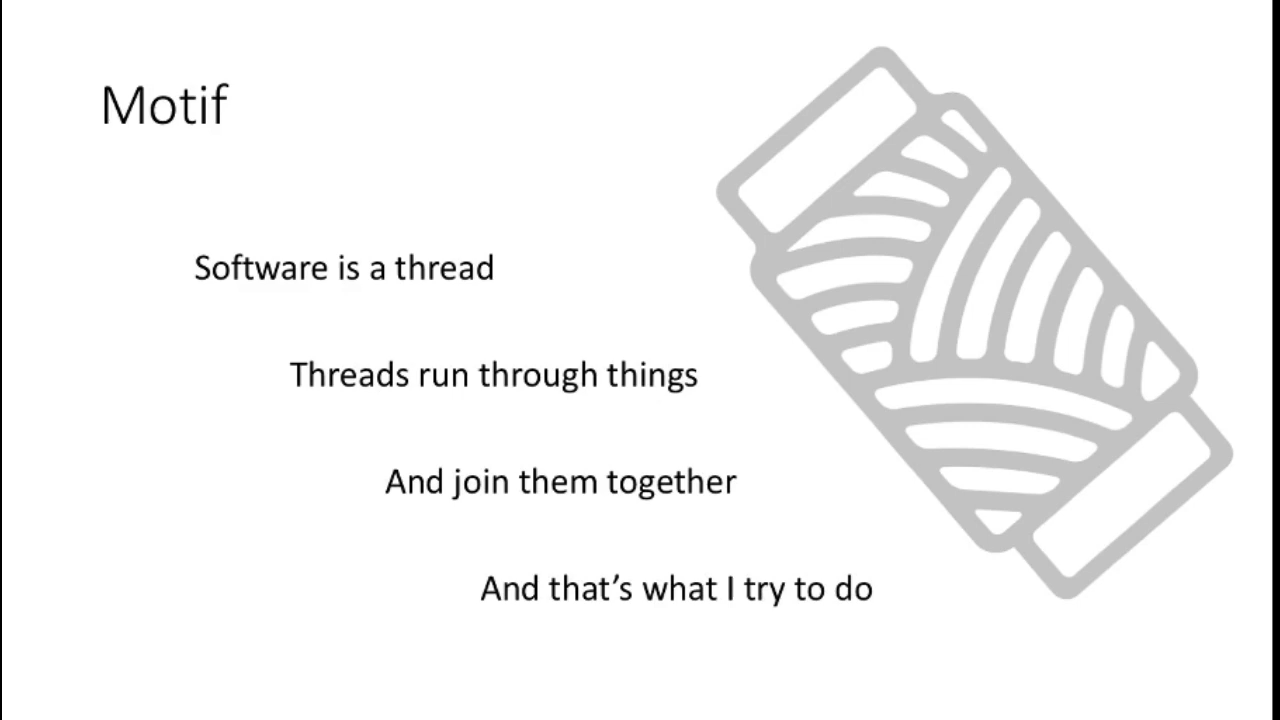 Motif
Software is a thread
Threads run through things
And join them together
And that’s what I try to do